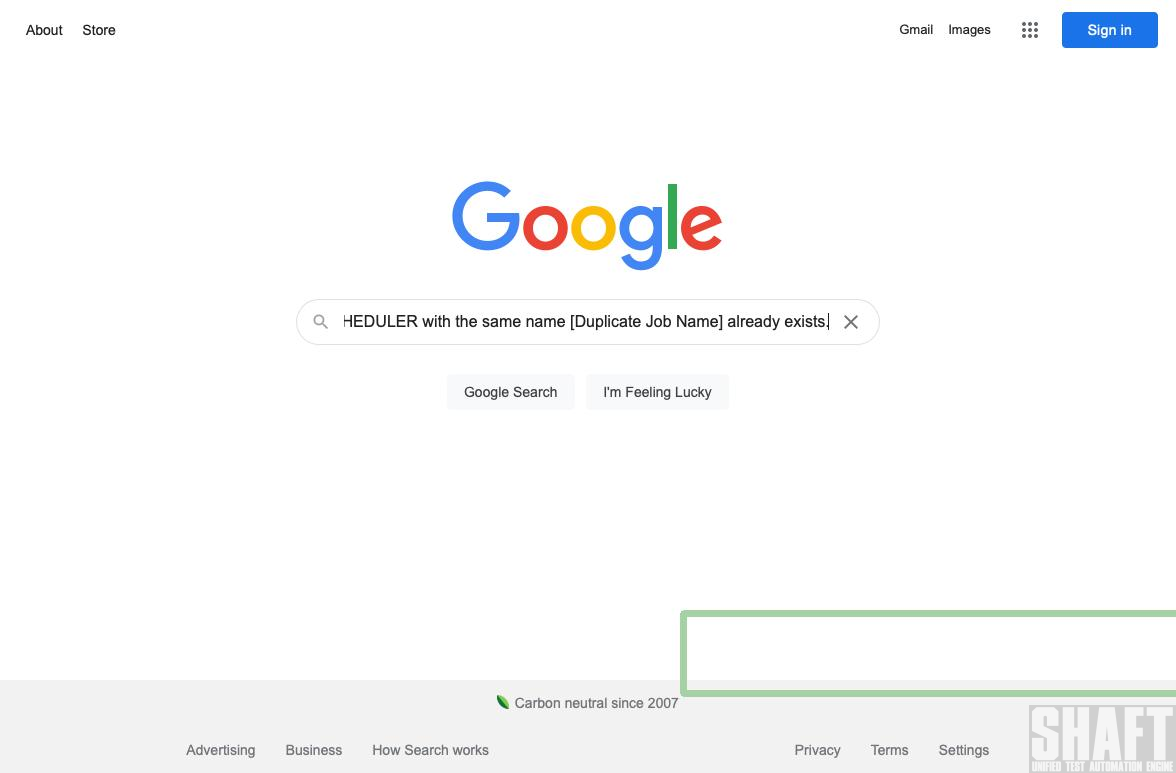 About Store
Gmail Images
Sign in
Google
HEDULER with the same name [Duplicate Job Name] already exists.
Google Search
I'm Feeling Lucky
Carbon neutral since 2007
Advertising Business How Search works
Privacy Terms Settings
SHAFT
UNIFIED TEST AUTOMATION ENGINE